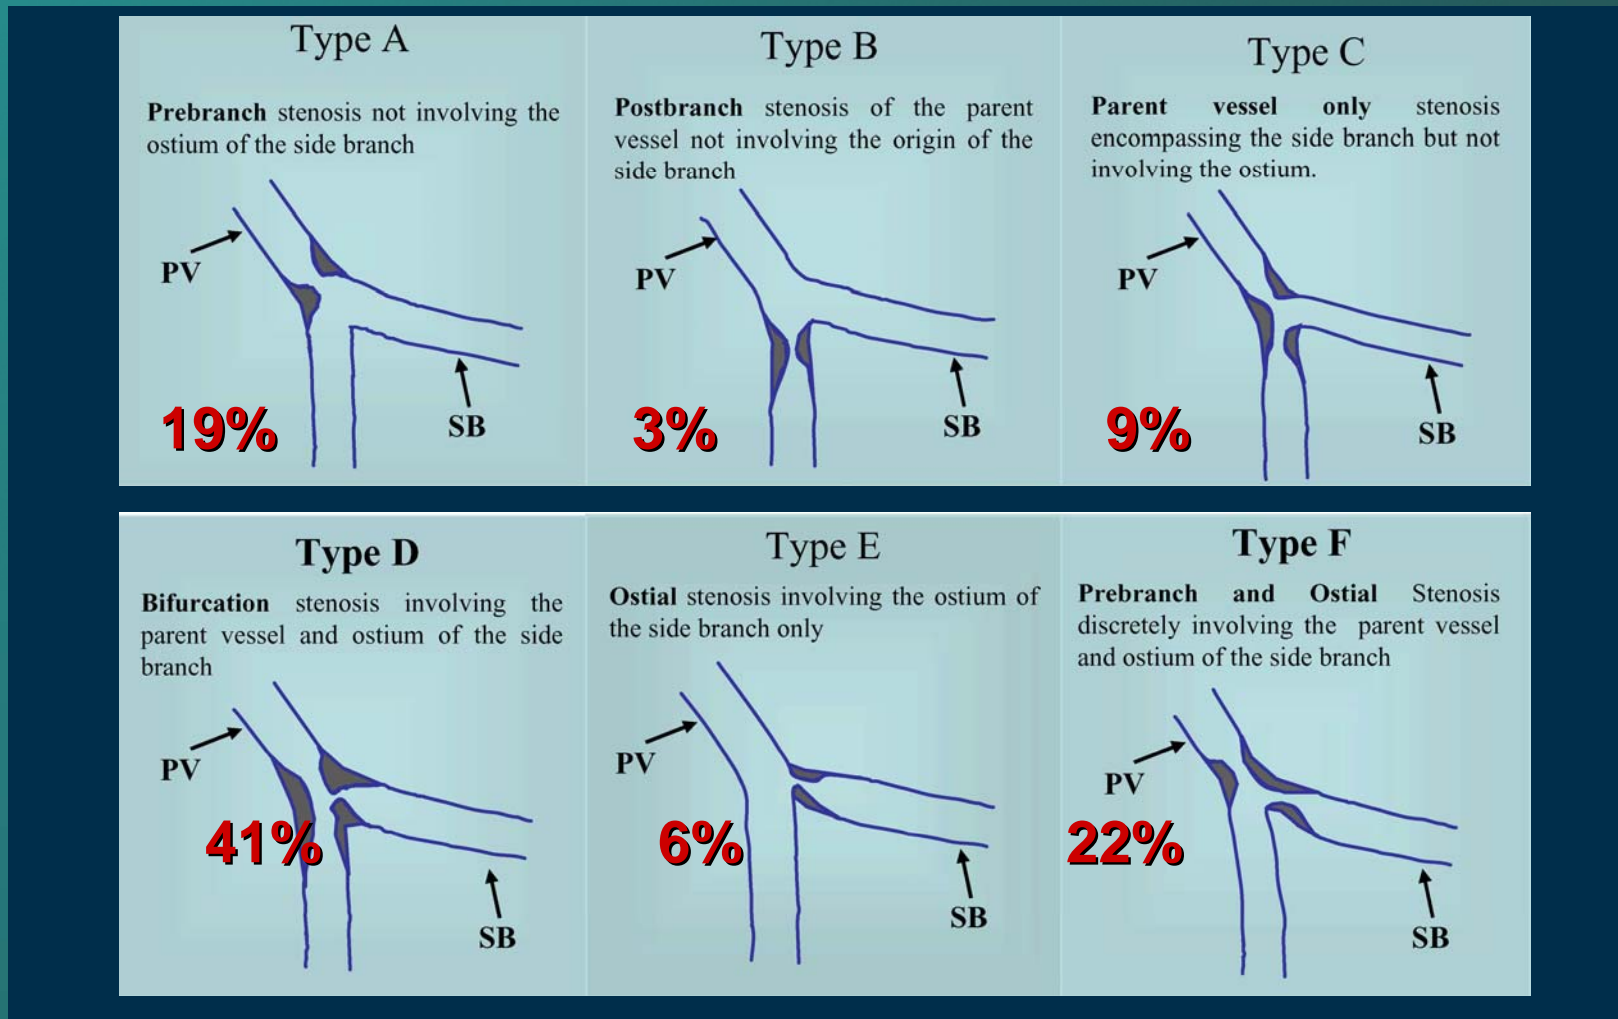 Type A
Prebranch stenosis not involving the
ostium of the side branch
PV
SB
19%
Type B
Postbranch stenosis of the parent
vessel not involving the origin of the
side branch
PV
SB
3%
Type C
Parent vessel only stenosis
encompassing the side branch but not
involving the ostium.
PV
SB
9%
Type D
Bifurcation stenosis involving the
parent vessel and ostium of the side
branch
PV
41%
SB
Type E
Ostial stenosis involving the ostium of
the side branch only
PV
6%
SB
Type F
Prebranch and Ostial Stenosis
discretely involving the parent vessel
and ostium of the side branch
PV
22%
SB